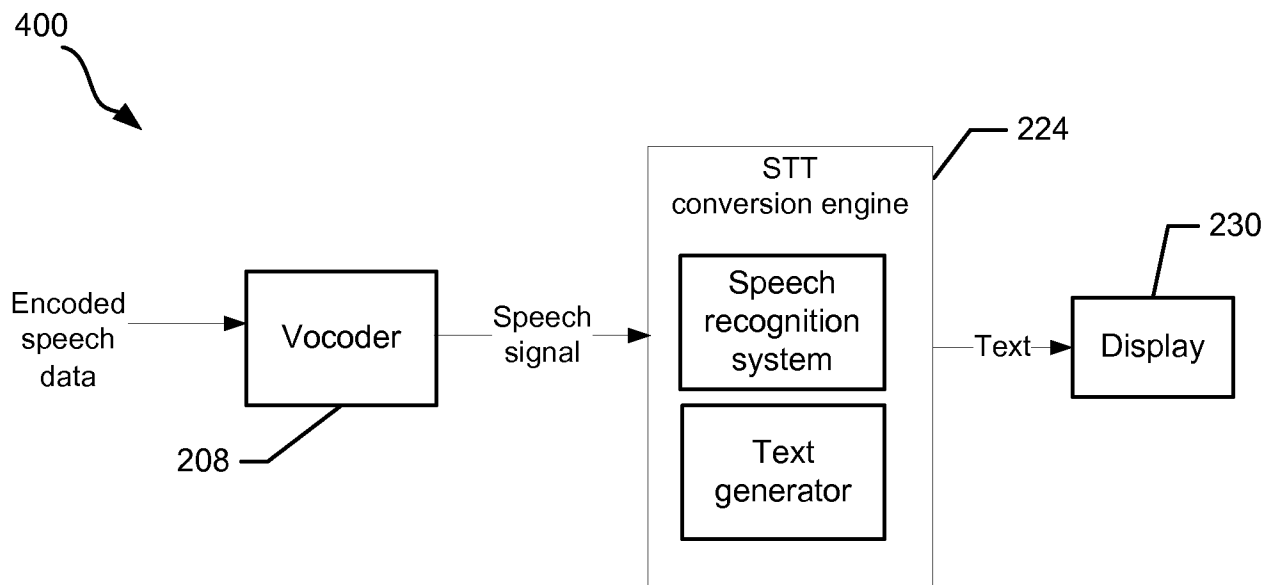 400
224
STT
conversion engine
230
Encoded
speech
data
Vocoder
Speech
signal
Speech
recognition
system
Text
Display
208
Text
generator